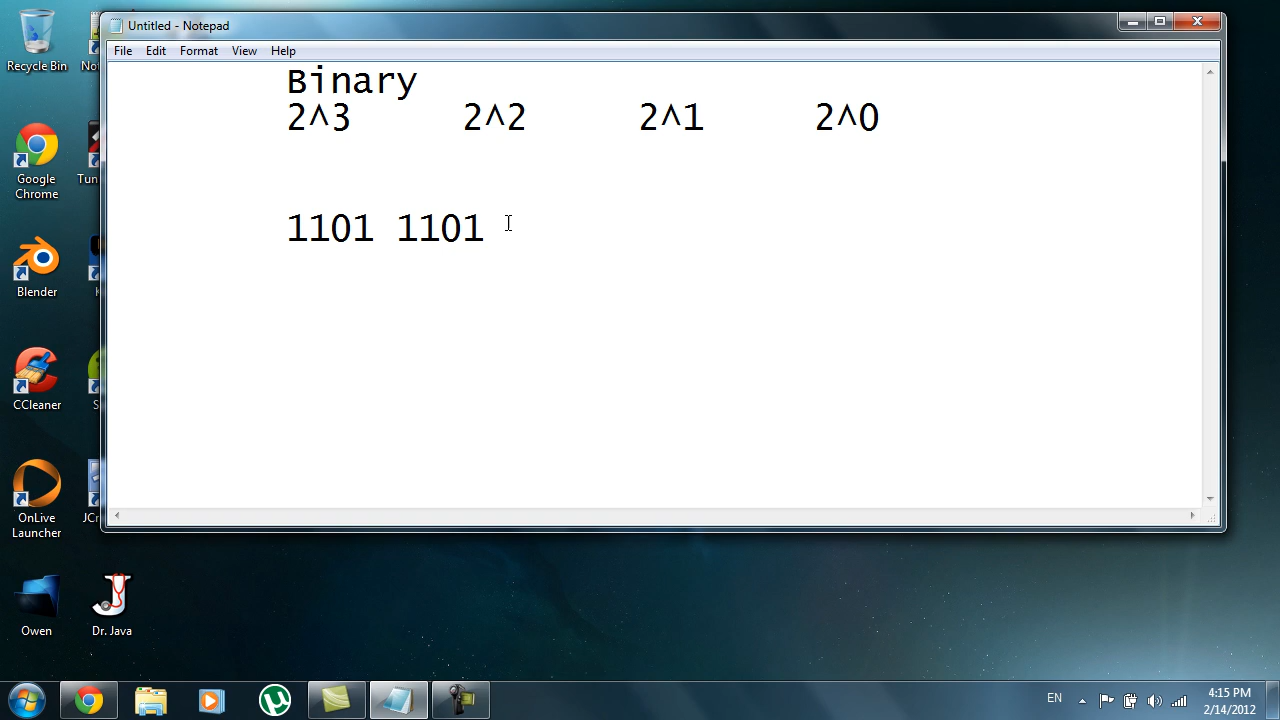 Untitled - Notepad
File Edit Format View Help
Binary
2^3 2^2 2^1 2^0
1101 1101
Recycle Bin
Google
Chrome
Blender
CCleaner
OnLive
Launcher
Owen
Dr. Java
EN
4:15 PM
2/14/2012